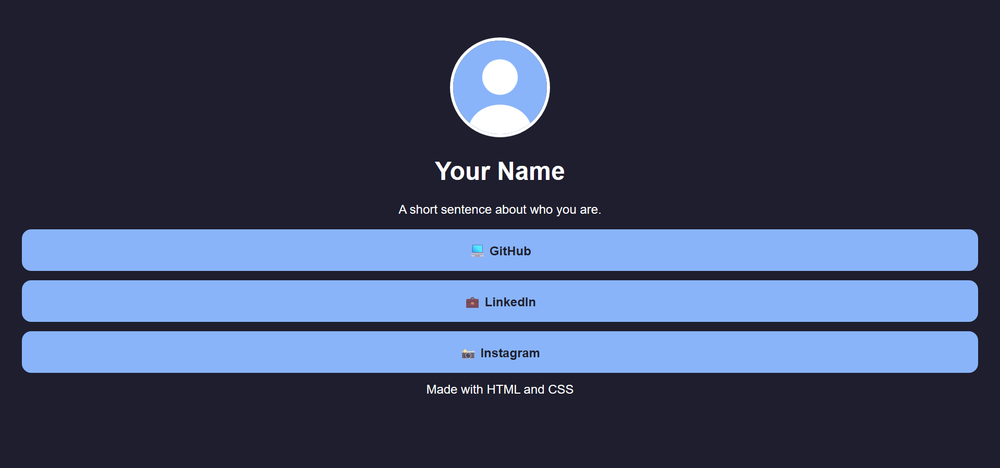 Your Name
A short sentence about who you are.
💻 GitHub
💼 LinkedIn
📸 Instagram
Made with HTML and CSS